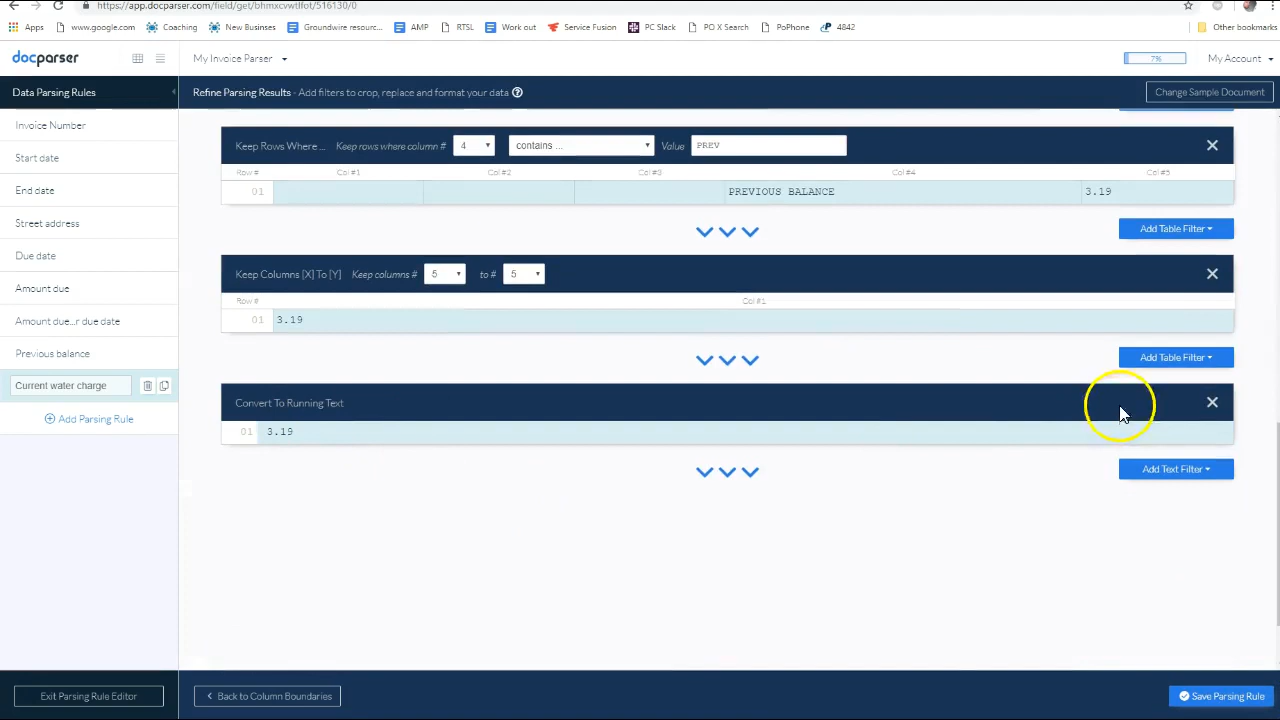 https://app.docparser.com/field/get/bhmxcvwtlfot/516130/0
Apps www.google.com Coaching New Busines Groundwire resourc... AMP RTSL Work out Service Fusion PC Slack PO X Search PoPhone 4842 Other bookmarks
docparser My Invoice Parser 7% My Account
Data Parsing Rules Refine Parsing Results - Add filters to crop, replace and format your data Change Sample Document
Invoice Number
Start date
End date
Street address
Due date
Amount due
Amount due...r due date
Previous balance
Current water charge
Add Parsing Rule
Keep Rows Where ... Keep rows where column # 4 contains ... Value PREV
Row # Col #1 Col #2 Col #3 Col #4 Col #5
01 PREVIOUS BALANCE 3.19
Add Table Filter
Keep Columns [X] To [Y] Keep columns # 5 to # 5
Row # Col #1
01 3.19
Add Table Filter
Convert To Running Text
01 3.19
Add Text Filter
Exit Parsing Rule Editor Back to Column Boundaries Save Parsing Rule